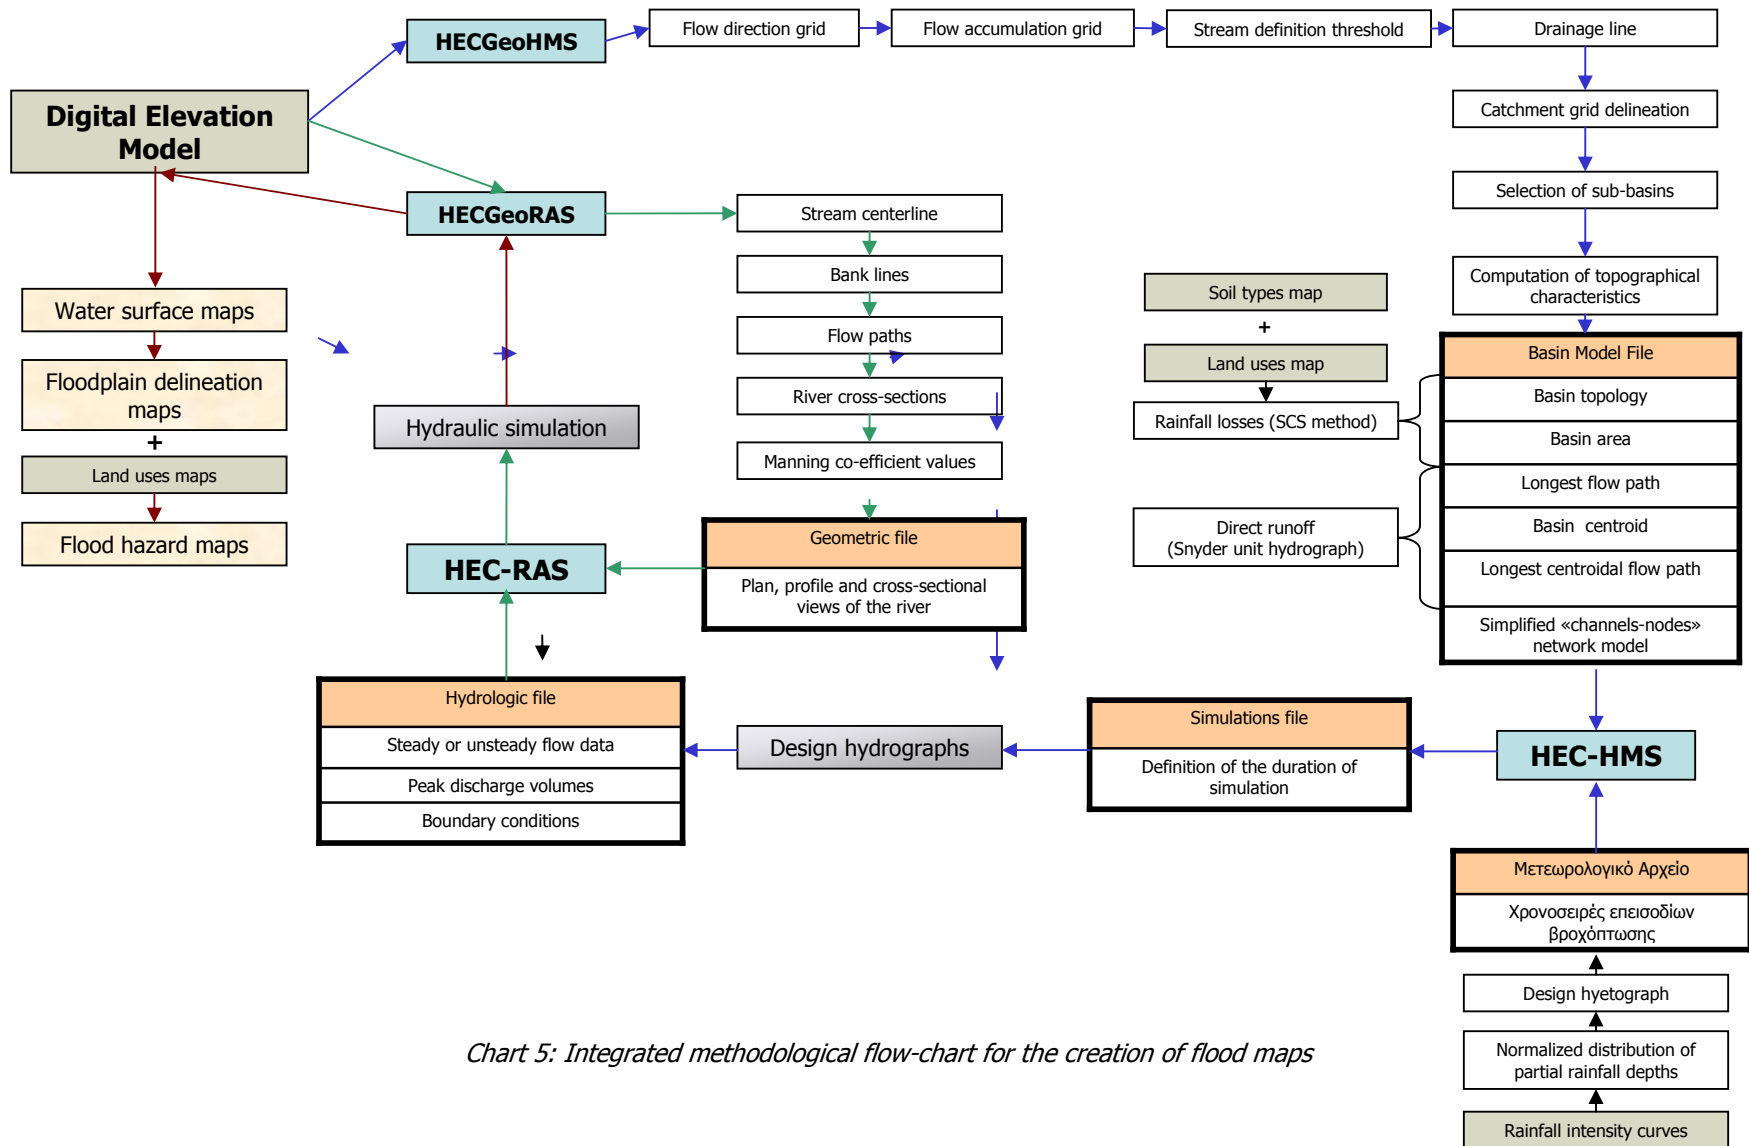 HECGeoHMS
Flow direction grid
Flow accumulation grid
Stream definition threshold
Drainage line
Digital Elevation
Model
Catchment grid delineation
HECGeoRAS
Stream centerline
Selection of sub-basins
Bank lines
Soil types map
Computation of topographical
characteristics
Water surface maps
+
Flow paths
Basin Model File
Land uses map
Floodplain delineation
maps
River cross-sections
Basin topology
Hydraulic simulation
Rainfall losses (SCS method)
+
Basin area
Land uses maps
Manning co-efficient values
Longest flow path
Flood hazard maps
Geometric file
Direct runoff
(Snyder unit hydrograph)
Basin centroid
HEC-RAS
Plan, profile and cross-sectional
views of the river
Longest centroidal flow path
Simplified «channels-nodes»
network model
Hydrologic file
Steady or unsteady flow data
Peak discharge volumes
Boundary conditions
Design hydrographs
Simulations file
Definition of the duration of
simulation
HEC-HMS
Μετεωρολογικό Αρχείο
Χρονοσειρές επεισοδίων
βροχόπτωσης
Design hyetograph
Normalized distribution of
partial rainfall depths
Rainfall intensity curves
Chart 5: Integrated methodological flow-chart for the creation of flood maps